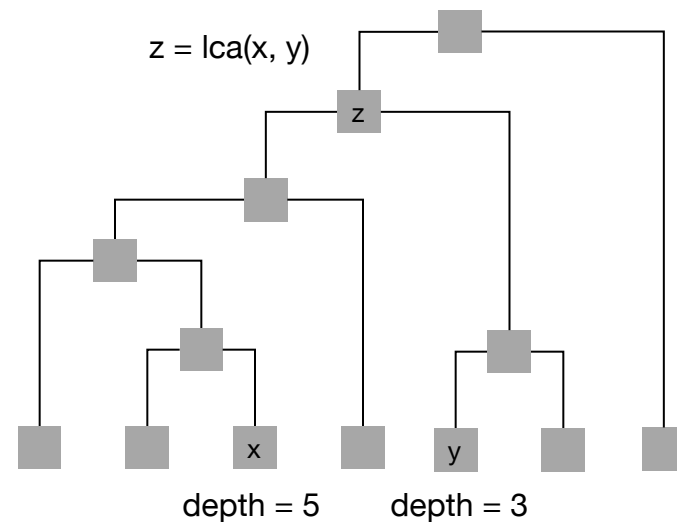 z = lca(x, y)
z
x
y
depth = 5
depth = 3